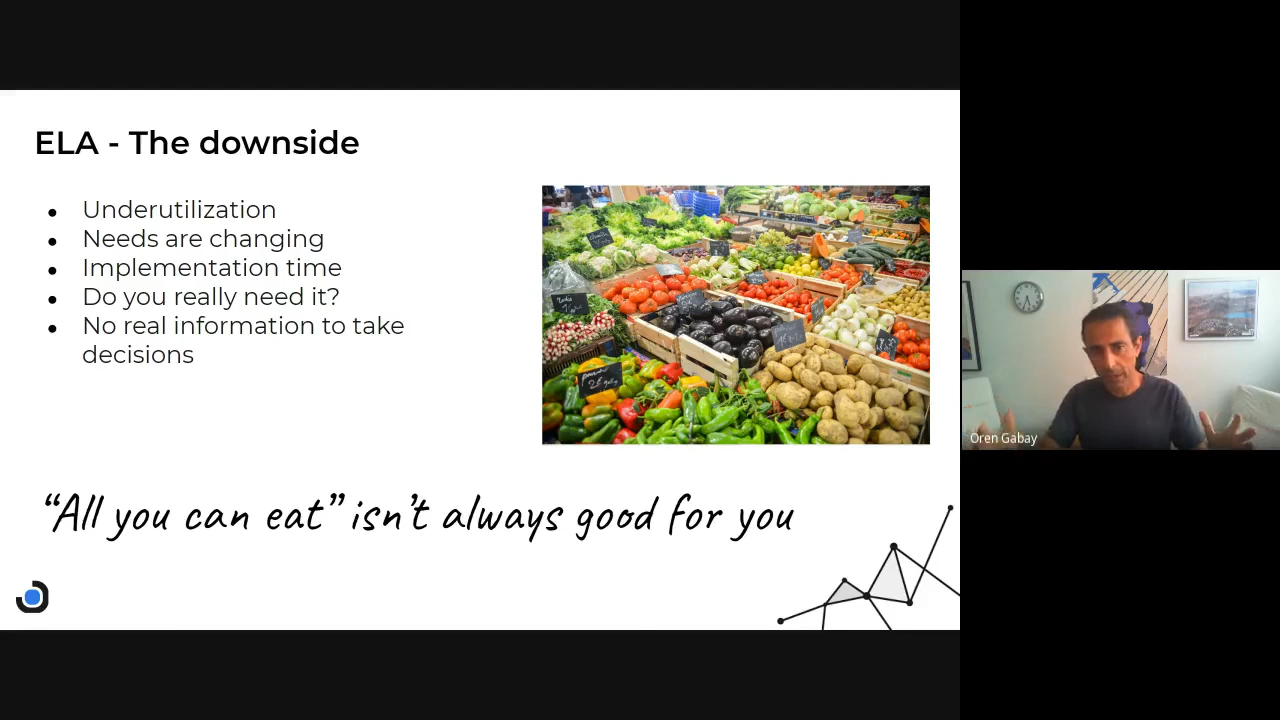 ELA - The downside
● Underutilization
● Needs are changing
● Implementation time
● Do you really need it?
● No real information to take
decisions
“All you can eat” isn’t always good for you
Oren Gabay